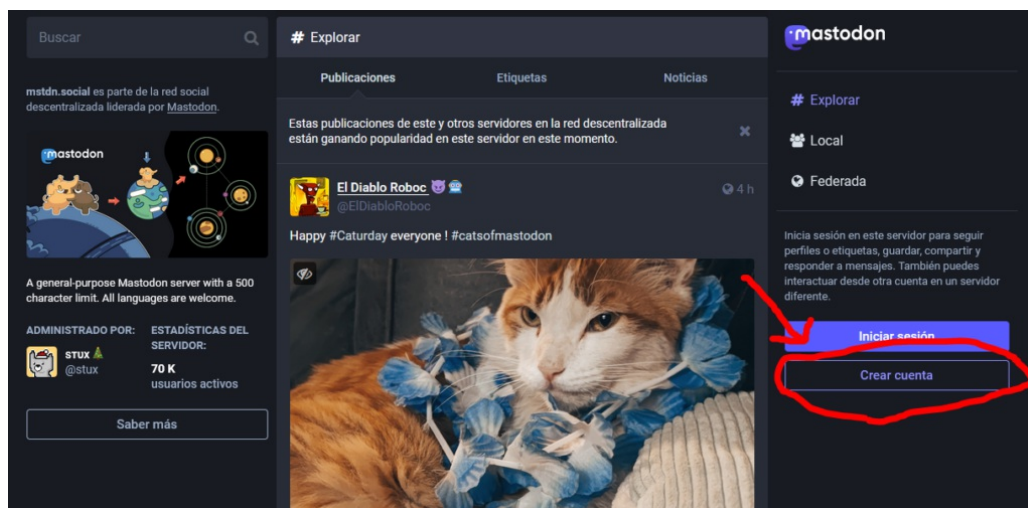 Buscar
mstdn.social es parte de la red social
descentralizada liderada por Mastodon.
mastodon
A general-purpose Mastodon server with a 500
character limit. All languages are welcome.
ADMINISTRADO POR:
stux
@stux
ESTADÍSTICAS DEL
SERVIDOR:
70 K
usuarios activos
Saber más
# Explorar
Publicaciones
Etiquetas
Noticias
Estas publicaciones de este y otros servidores en la red descentralizada
están ganando popularidad en este servidor en este momento.
El Diablo Roboc
@ElDiabloRoboc
4 h
Happy #Caturday everyone ! #catsofmastodon
mastodon
# Explorar
Local
Federada
Inicia sesión en este servidor para seguir
perfiles o etiquetas, guardar, compartir y
responder a mensajes. También puedes
interactuar desde otra cuenta en un servidor
diferente.
Iniciar sesión
Crear cuenta